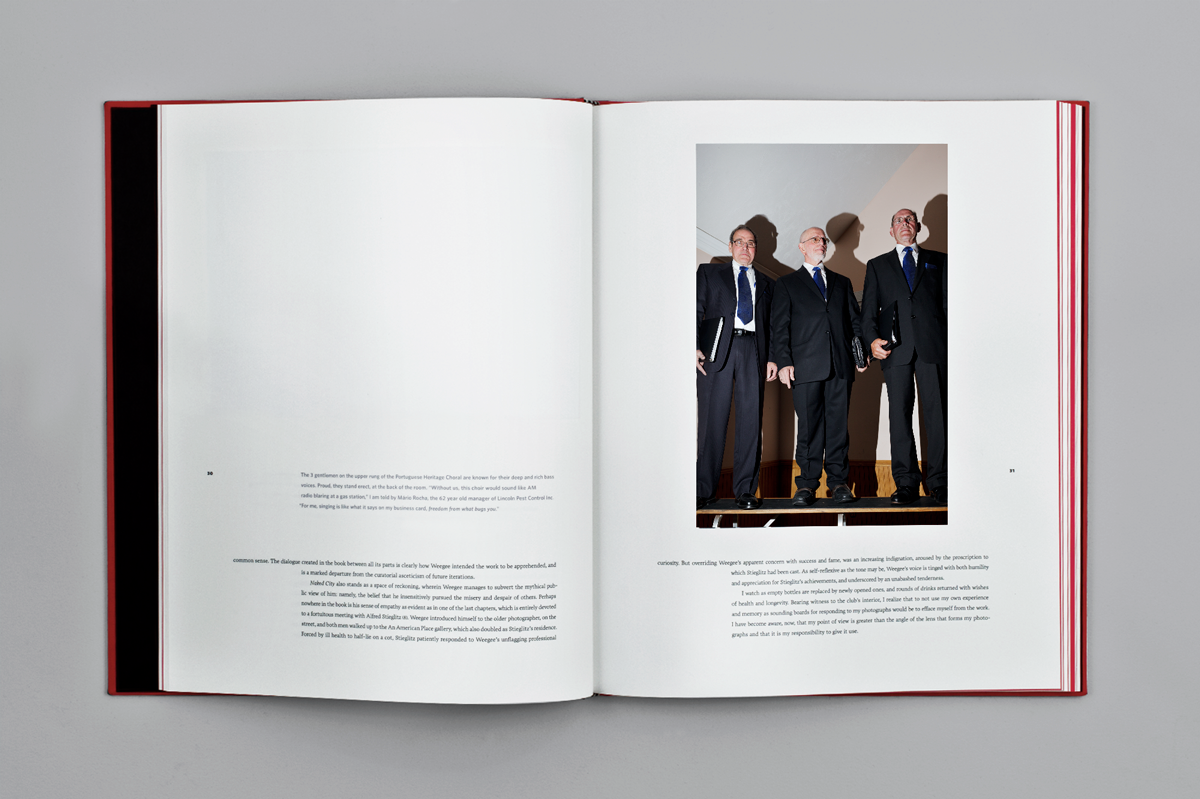 30
The 3 gentlemen on the upper rung of the Portuguese Heritage Choral are known for their deep and rich bass
voices. Proud, they stand erect, at the back of the room. "Without us, this choir would sound like AM
radio blaring at a gas station," I am told by Mário Rocha, the 62 year old manager of Lincoln Pest Control Inc.
"For me, singing is like what it says on my business card, freedom from what bugs you."
common sense. The dialogue created in the book between all its parts is clearly how Weegee intended the work to be apprehended, and
is a marked departure from the curatorial asceticism of future iterations.
Naked City also stands as a space of reckoning, wherein Weegee manages to subvert the mythical pub-
lic view of him: namely, the belief that he insensitively pursued the misery and despair of others. Perhaps
nowhere in the book is his sense of empathy as evident as in one of the last chapters, which is entirely devoted
to a fortuitous meeting with Alfred Stieglitz. Weegee introduced himself to the older photographer, on the
street, and both men walked up to the An American Place gallery, which also doubled as Stieglitz's residence.
Forced by ill health to half-lie on a cot, Stieglitz patiently responded to Weegee's unflagging professional
31
curiosity. But overriding Weegee's apparent concern with success and fame, was an increasing indignation, aroused by the proscription to
which Stieglitz had been cast. As self-reflexive as the tone may be, Weegee's voice is tinged with both humility
and appreciation for Stieglitz's achievements, and underscored by an unabashed tenderness.
I watch as empty bottles are replaced by newly opened ones, and rounds of drinks returned with wishes
of health and longevity. Bearing witness to the club's interior, I realize that to not use my own experience
and memory as sounding boards for responding to my photographs would be to efface myself from the work.
I have become aware, now, that my point of view is greater than the angle of the lens that forms my photo-
graphs and that it is my responsibility to give it use.